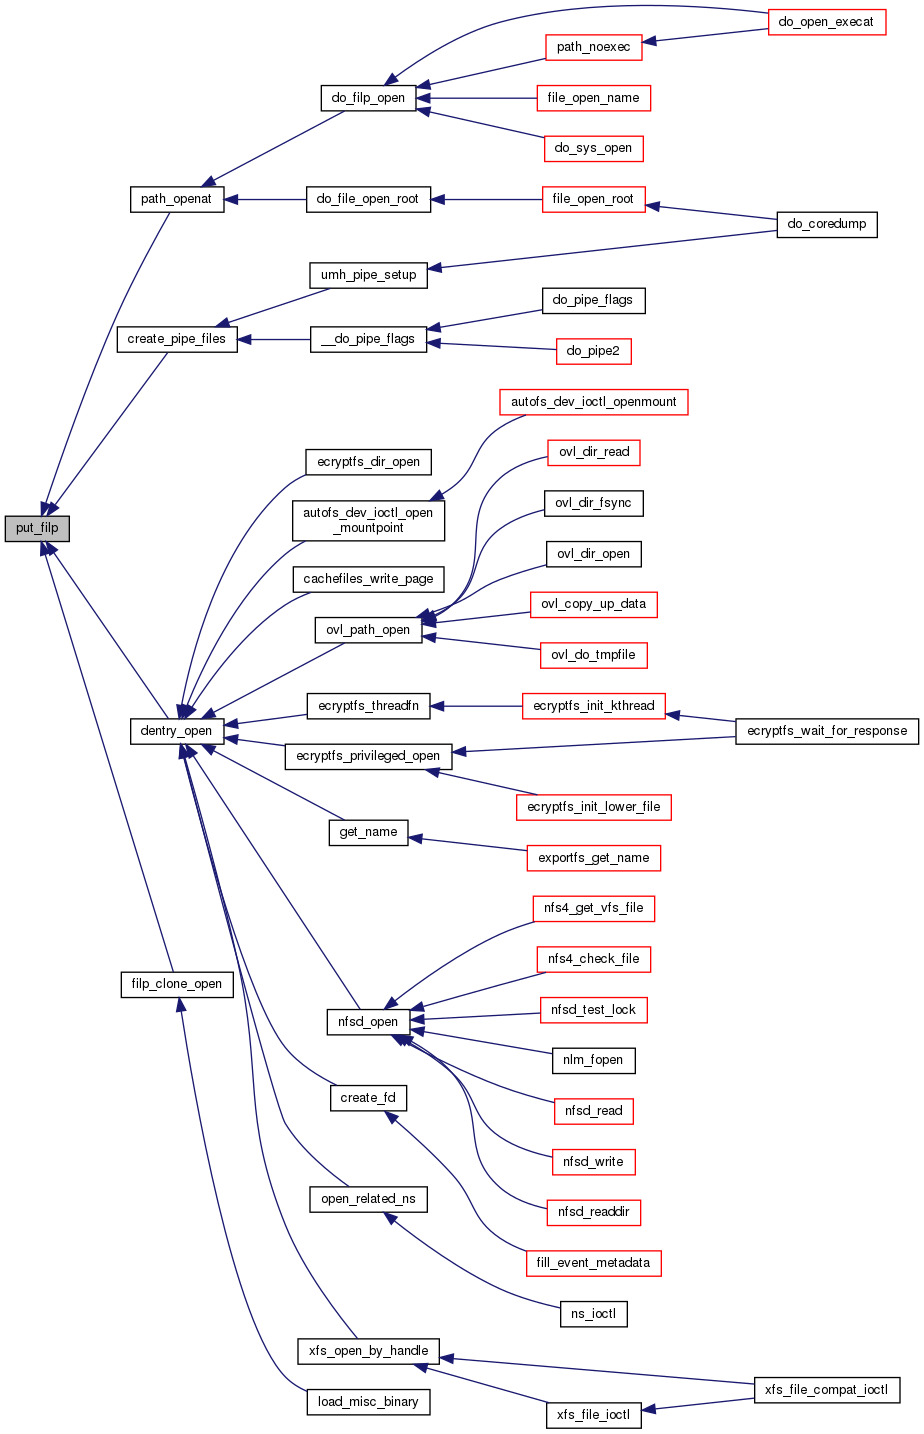 do_open_execat
path_noexec
do_filp_open
file_open_name
do_sys_open
path_openat
do_file_open_root
file_open_root
do_coredump
umh_pipe_setup
do_pipe_flags
create_pipe_files
__do_pipe_flags
do_pipe2
autofs_dev_ioctl_openmount
ovl_dir_read
ecryptfs_dir_open
ovl_dir_fsync
autofs_dev_ioctl_open
_mountpoint
put_filp
ovl_dir_open
cachefiles_write_page
ovl_copy_up_data
ovl_path_open
ovl_do_tmpfile
ecryptfs_threadfn
ecryptfs_init_kthread
dentry_open
ecryptfs_wait_for_response
ecryptfs_privileged_open
ecryptfs_init_lower_file
get_name
exportfs_get_name
nfs4_get_vfs_file
nfs4_check_file
filp_clone_open
nfsd_test_lock
nfsd_open
nlm_fopen
create_fd
nfsd_read
nfsd_write
open_related_ns
nfsd_readdir
fill_event_metadata
ns_ioctl
xfs_open_by_handle
xfs_file_compat_ioctl
load_misc_binary
xfs_file_ioctl